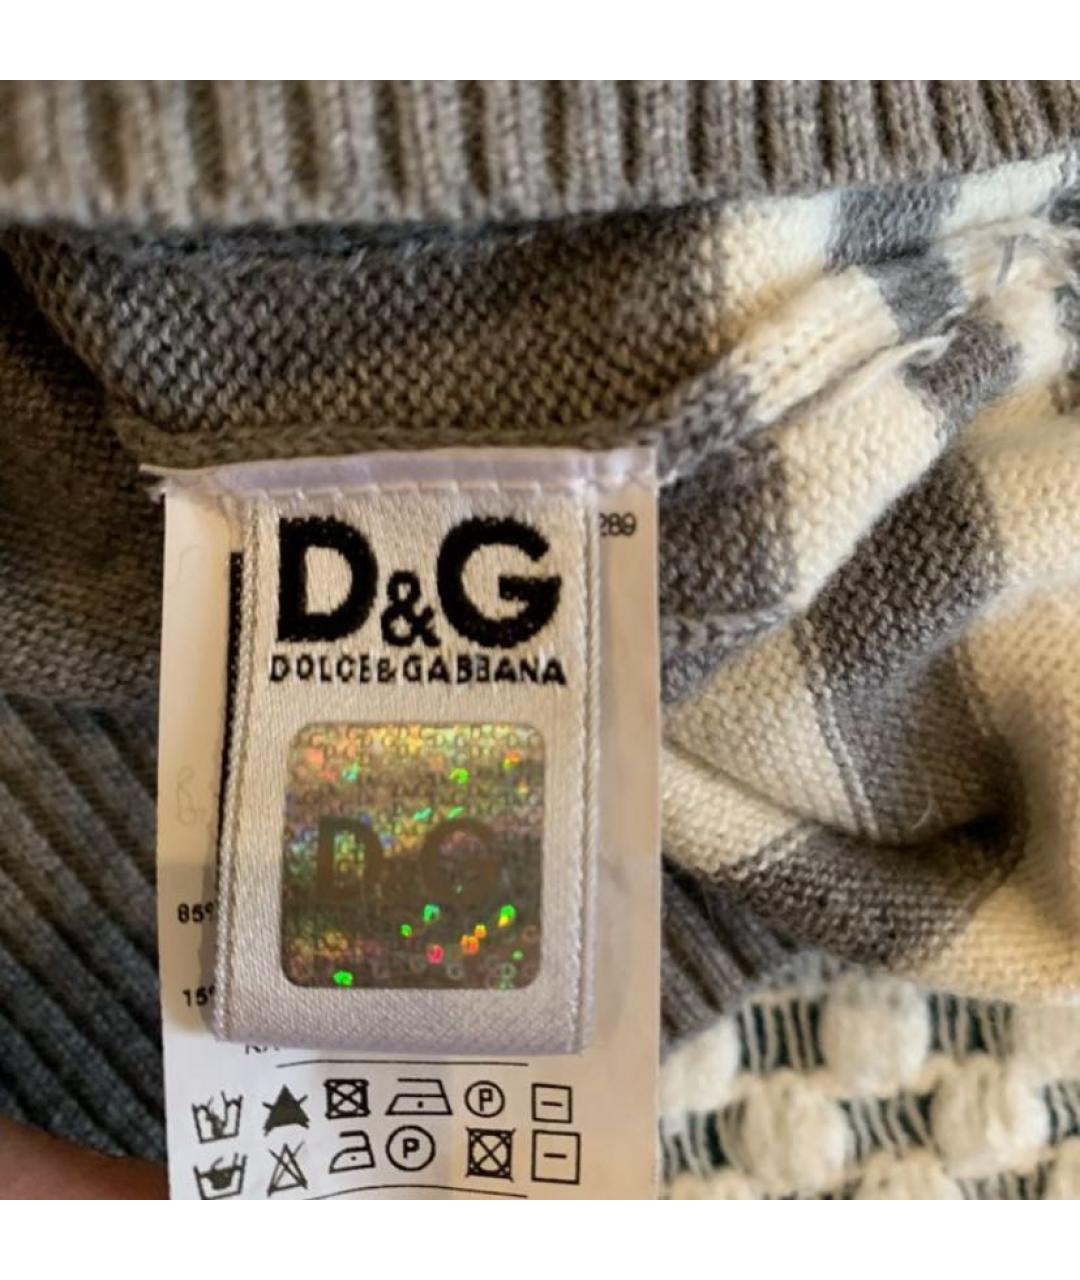 D&G
289
DOLCE&GABBANA
D G
85%
15%
P
P